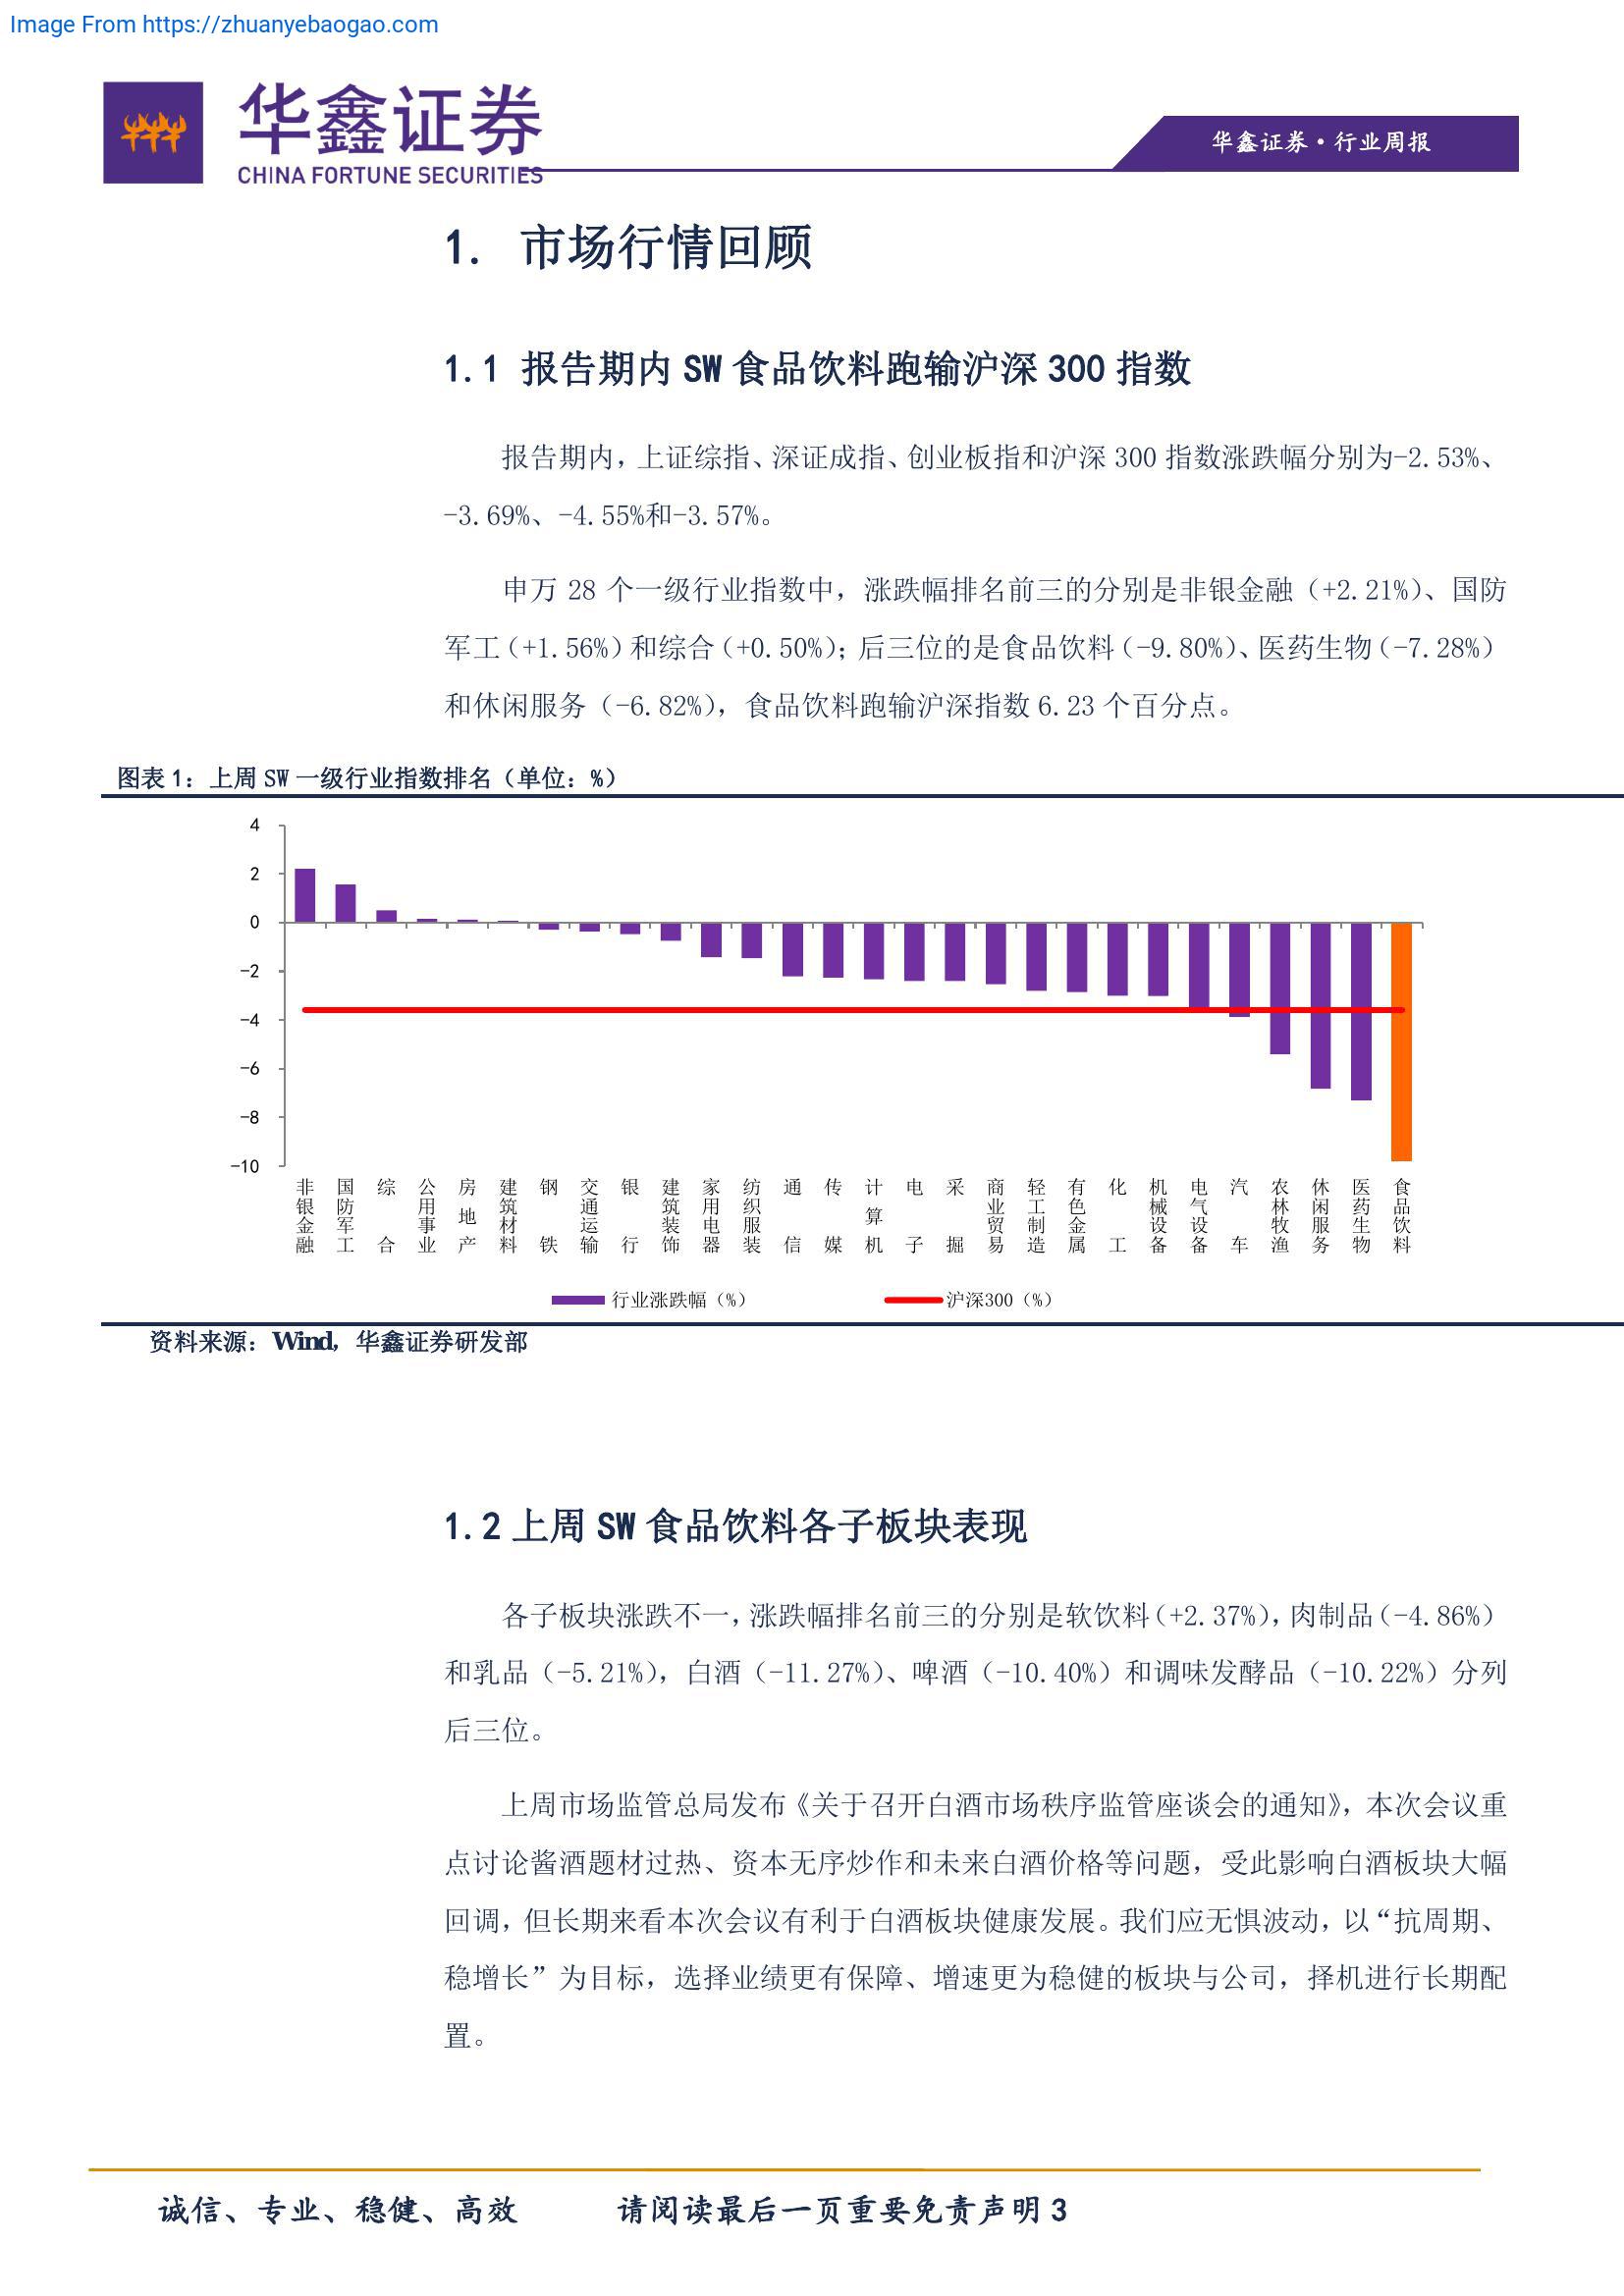 Image From https://zhuanyebaogao.com
华鑫证券
CHINA FORTUNE SECURITIES
华鑫证券·行业周报
1. 市场行情回顾
1.1 报告期内 SW 食品饮料跑输沪深 300 指数
报告期内，上证综指、深证成指、创业板指和沪深 300 指数涨跌幅分别为-2.53%、
-3.69%、-4.55%和-3.57%。
申万 28 个一级行业指数中，涨跌幅排名前三的分别是非银金融（+2.21%）、国防
军工（+1.56%）和综合（+0.50%）；后三位的是食品饮料（-9.80%）、医药生物（-7.28%）
和休闲服务（-6.82%），食品饮料跑输沪深指数 6.23 个百分点。
图表 1：上周 SW 一级行业指数排名（单位：%）
4
2
0
-2
-4
-6
-8
-10
非银金融
国防军工
综合
公用事业
房地产
建筑材料
钢铁
交通运输
银行
建筑装饰
家用电器
纺织服装
通信
传媒
计算机
电子
采掘
商业贸易
轻工制造
有色金属
化工
机械设备
电气设备
汽车
农林牧渔
休闲服务
医药生物
食品饮料
行业涨跌幅（%）
沪深300（%）
资料来源：Wind，华鑫证券研发部
1.2 上周 SW 食品饮料各子板块表现
各子板块涨跌不一，涨跌幅排名前三的分别是软饮料（+2.37%），肉制品（-4.86%）
和乳品（-5.21%），白酒（-11.27%）、啤酒（-10.40%）和调味发酵品（-10.22%）分列
后三位。
上周市场监管总局发布《关于召开白酒市场秩序监管座谈会的通知》，本次会议重
点讨论酱酒题材过热、资本无序炒作和未来白酒价格等问题，受此影响白酒板块大幅
回调，但长期来看本次会议有利于白酒板块健康发展。我们应无惧波动，以“抗周期、
稳增长”为目标，选择业绩更有保障、增速更为稳健的板块与公司，择机进行长期配
置。
诚信、专业、稳健、高效 请阅读最后一页重要免责声明 3